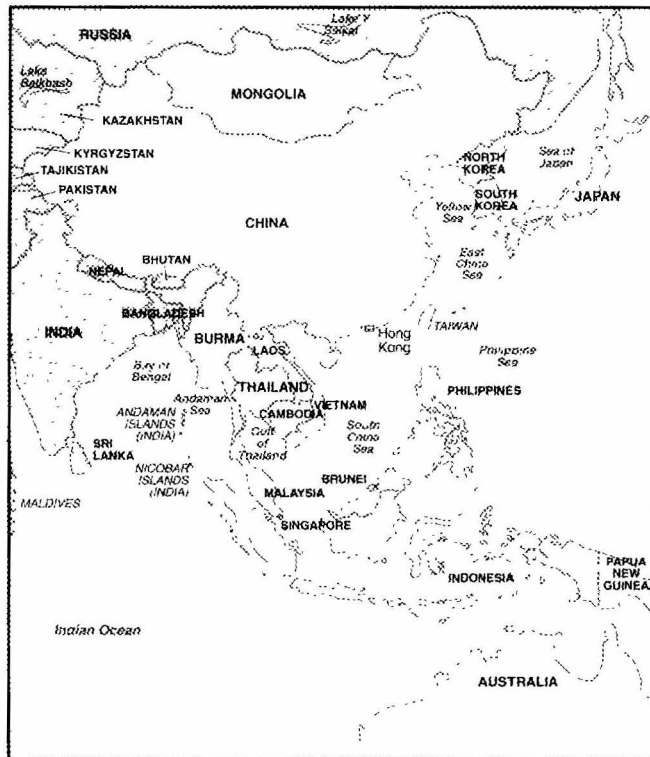 RUSSIA
Lake
Baikal
Lake
Balkhash
MONGOLIA
KAZAKHSTAN
KYRGYZSTAN
TAJIKISTAN
PAKISTAN
NORTH
KOREA
Sea of
Japan
SOUTH
KOREA
JAPAN
Yellow
Sea
CHINA
East
China
Sea
BHUTAN
NEPAL
BANGLADESH
INDIA
BURMA
Hong
Kang
TAIWAN
LAOS
Philippine
Sea
Bay of
Bengal
THAILAND
PHILIPPINES
Andaman
Sea
VIETNAM
CAMBODIA
ANDAMAN
ISLANDS
(INDIA)
Gulf
of
Thailand
South
China
Sea
SRI
LANKA
NICOBAR
ISLANDS
(INDIA)
BRUNEI
MALAYSIA
MALDIVES
SINGAPORE
PAPUA
NEW
GUINEA
INDONESIA
Indian Ocean
AUSTRALIA